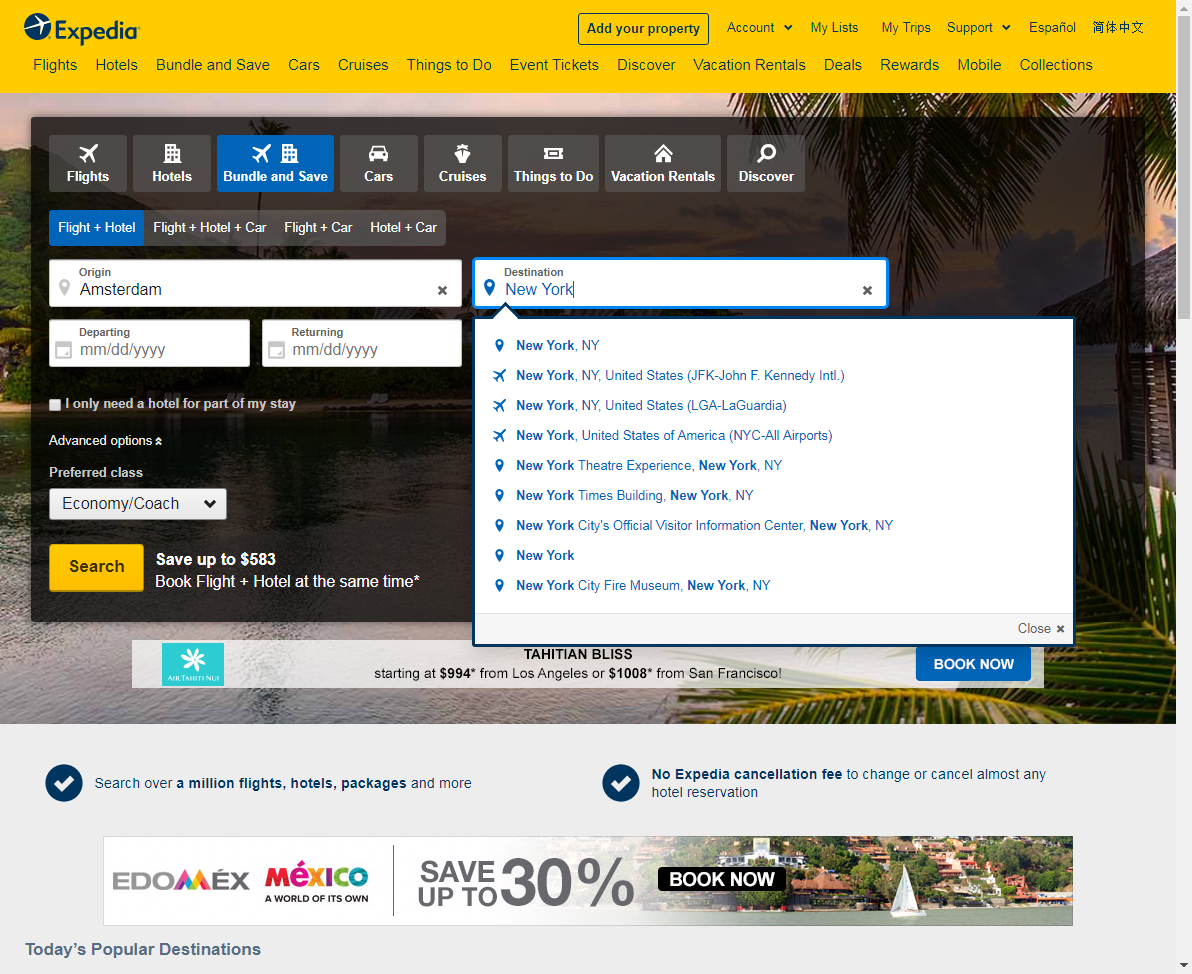 Expedia
Add your property
Account
My Lists
My Trips
Support
Español
简体中文
Flights
Hotels
Bundle and Save
Cars
Cruises
Things to Do
Event Tickets
Discover
Vacation Rentals
Deals
Rewards
Mobile
Collections
Flights
Hotels
Bundle and Save
Cars
Cruises
Things to Do
Vacation Rentals
Discover
Flight + Hotel
Flight + Hotel + Car
Flight + Car
Hotel + Car
Origin
Amsterdam
Destination
New York
Departing
mm/dd/yyyy
Returning
mm/dd/yyyy
New York, NY
New York, NY, United States (JFK-John F. Kennedy Intl.)
New York, NY, United States (LGA-LaGuardia)
New York, United States of America (NYC-All Airports)
New York Theatre Experience, New York, NY
New York Times Building, New York, NY
New York City's Official Visitor Information Center, New York, NY
New York
New York City Fire Museum, New York, NY
Close
I only need a hotel for part of my stay
Advanced options
Preferred class
Economy/Coach
Search
Save up to $583
Book Flight + Hotel at the same time*
AIR TAHITI NUI
TAHITIAN BLISS
starting at $994* from Los Angeles or $1008* from San Francisco!
BOOK NOW
Search over a million flights, hotels, packages and more
No Expedia cancellation fee to change or cancel almost any
hotel reservation
EDOMÉX
MÉXICO
A WORLD OF ITS OWN
SAVE
UP TO 30%
BOOK NOW
Today's Popular Destinations